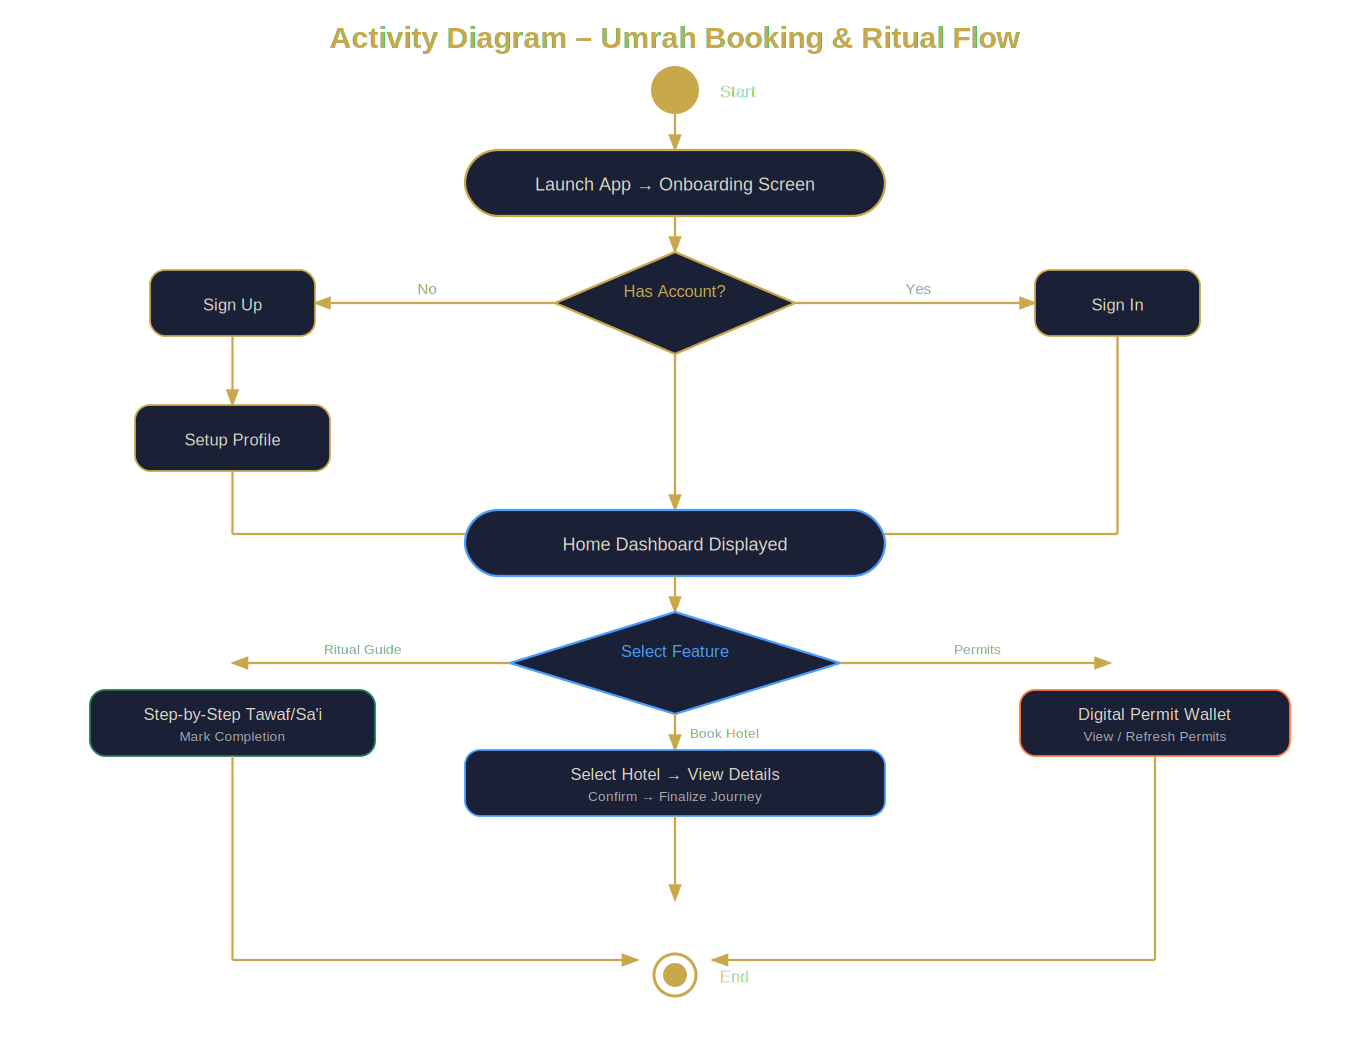 Activity Diagram – Umrah Booking & Ritual Flow
Start
Launch App → Onboarding Screen
Has Account?
No
Yes
Sign Up
Sign In
Setup Profile
Home Dashboard Displayed
Select Feature
Ritual Guide
Permits
Step-by-Step Tawaf/Sa'i
Mark Completion
Digital Permit Wallet
View / Refresh Permits
Book Hotel
Select Hotel → View Details
Confirm → Finalize Journey
End